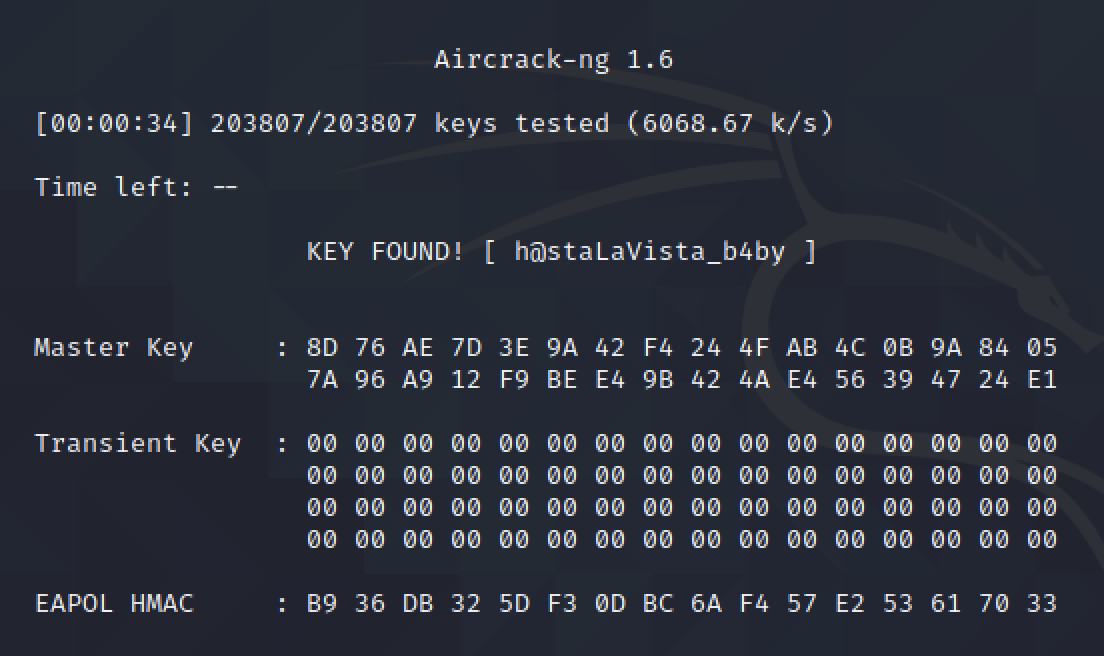 Aircrack-ng 1.6
[00:00:34] 203807/203807 keys tested (6068.67 k/s)
Time left: --
KEY FOUND! [ h@staLaVista_b4by ]
Master Key : 8D 76 AE 7D 3E 9A 42 F4 24 4F AB 4C 0B 9A 84 05
7A 96 A9 12 F9 BE E4 9B 42 4A E4 56 39 47 24 E1
Transient Key : 00 00 00 00 00 00 00 00 00 00 00 00 00 00 00 00
00 00 00 00 00 00 00 00 00 00 00 00 00 00 00 00
00 00 00 00 00 00 00 00 00 00 00 00 00 00 00 00
00 00 00 00 00 00 00 00 00 00 00 00 00 00 00 00
EAPOL HMAC : B9 36 DB 32 5D F3 0D BC 6A F4 57 E2 53 61 70 33